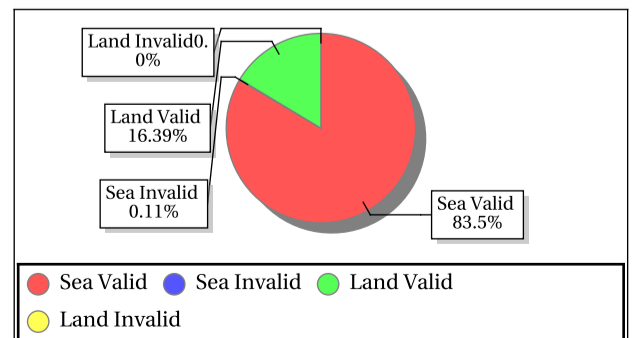 Land Invalid0.
0%
Land Valid
16.39%
Sea Invalid
0.11%
Sea Valid
83.5%
Sea Valid Sea Invalid Land Valid
Land Invalid